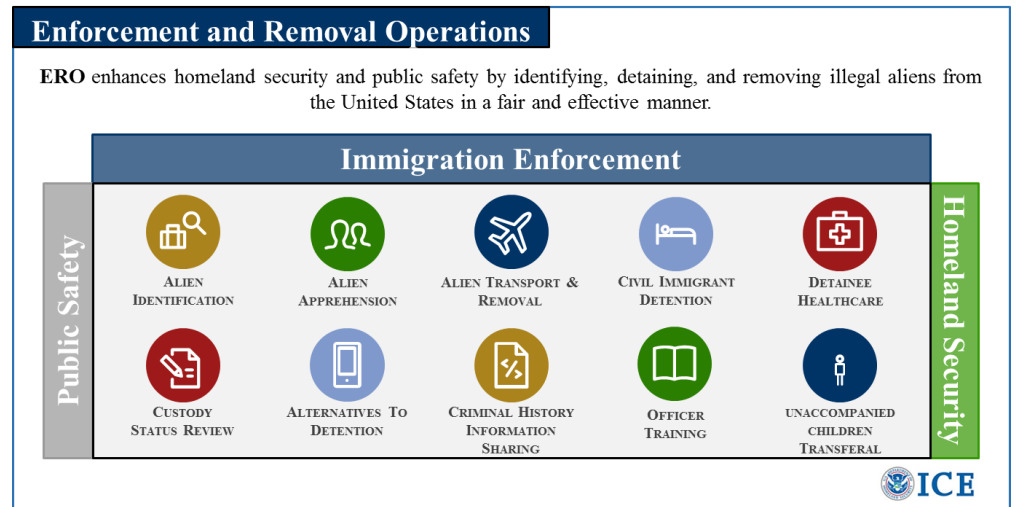 Enforcement and Removal Operations
ERO enhances homeland security and public safety by identifying, detaining, and removing illegal aliens from
the United States in a fair and effective manner.
Immigration Enforcement
Public Safety
ALIEN
IDENTIFICATION
ALIEN
APPREHENSION
ALIEN TRANSPORT &
REMOVAL
CIVIL IMMIGRANT
DETENTION
DETAINEE
HEALTHCARE
CUSTODY
STATUS REVIEW
ALTERNATIVES TO
DETENTION
CRIMINAL HISTORY
INFORMATION
SHARING
OFFICER
TRAINING
UNACCOMPANIED
CHILDREN
TRANSFERAL
Homeland Security
ICE